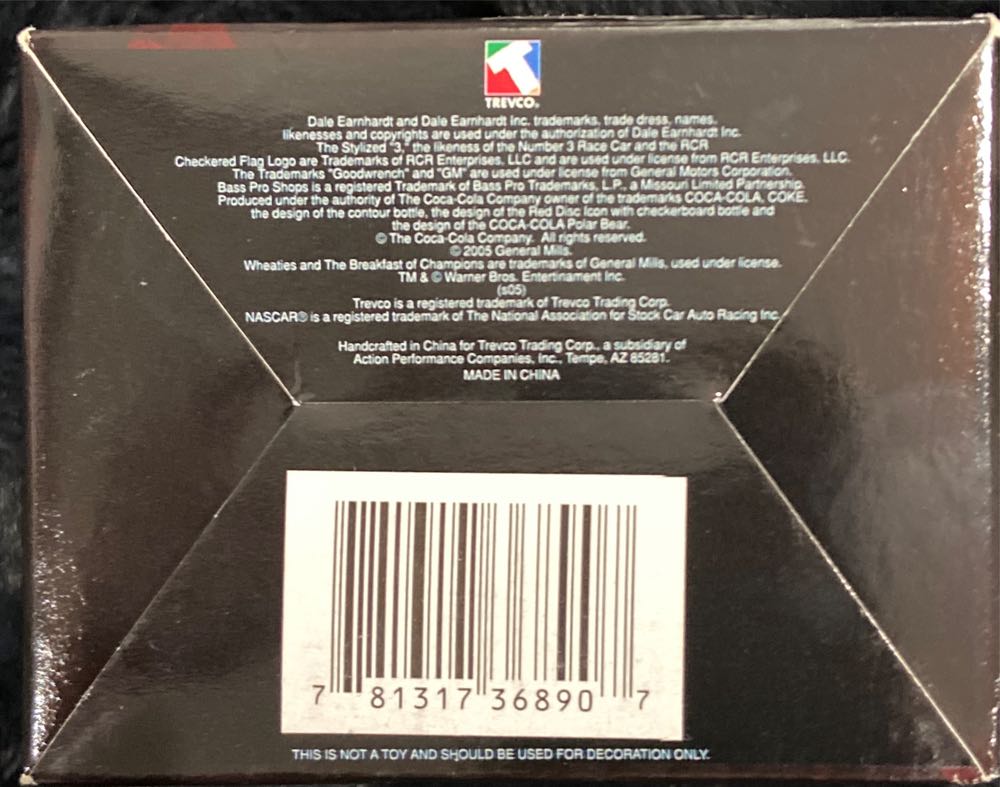 T
TREVCO®
Dale Earnhardt and Dale Earnhardt Inc. trademarks, trade dress, names,
likenesses and copyrights are used under the authorization of Dale Earnhardt Inc.
The Stylized "3," the likeness of the Number 3 Race Car and the RCR
Checkered Flag Logo are Trademarks of RCR Enterprises, LLC and are used under license from RCR Enterprises, LLC.
The Trademarks "Goodwrench" and "GM" are used under license from General Motors Corporation.
Bass Pro Shops is a registered Trademark of Bass Pro Trademarks, L.P., a Missouri Limited Partnership.
Produced under the authority of The Coca-Cola Company owner of the trademarks COCA-COLA, COKE,
the design of the contour bottle, the design of the Red Disc Icon with checkerboard bottle and
the design of the COCA-COLA Polar Bear.
© The Coca-Cola Company. All rights reserved.
© 2005 General Mills.
Wheaties and The Breakfast of Champions are trademarks of General Mills, used under license.
TM & © Warner Bros. Entertainment Inc.
(s05)
Trevco is a registered trademark of Trevco Trading Corp.
NASCAR® is a registered trademark of The National Association for Stock Car Auto Racing Inc.
Handcrafted in China for Trevco Trading Corp., a subsidiary of
Action Performance Companies, Inc., Tempe, AZ 85281.
MADE IN CHINA
7 81317 36890 7
THIS IS NOT A TOY AND SHOULD BE USED FOR DECORATION ONLY.